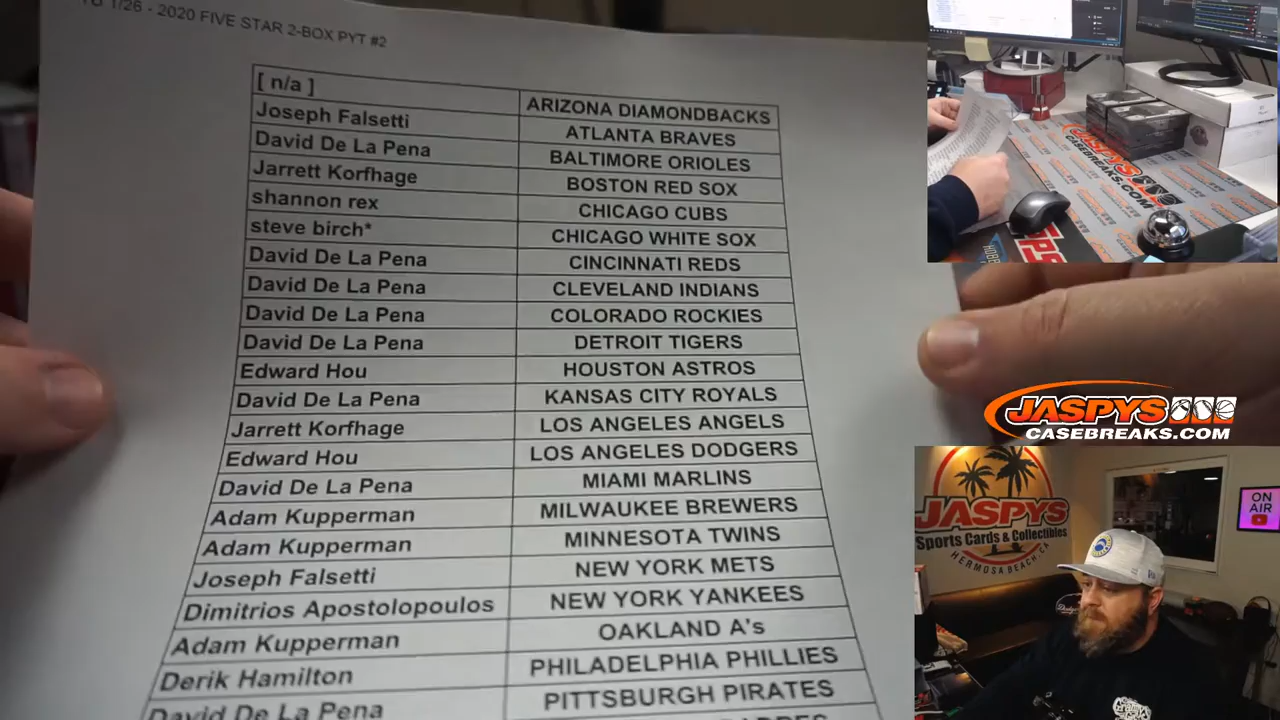 1/26 - 2020 FIVE STAR 2-BOX PYT #2
[ n/a ] ARIZONA DIAMONDBACKS
Joseph Falsetti ATLANTA BRAVES
David De La Pena BALTIMORE ORIOLES
Jarrett Korfhage BOSTON RED SOX
shannon rex CHICAGO CUBS
steve birch* CHICAGO WHITE SOX
David De La Pena CINCINNATI REDS
David De La Pena CLEVELAND INDIANS
David De La Pena COLORADO ROCKIES
David De La Pena DETROIT TIGERS
Edward Hou HOUSTON ASTROS
David De La Pena KANSAS CITY ROYALS
Jarrett Korfhage LOS ANGELES ANGELS
Edward Hou LOS ANGELES DODGERS
David De La Pena MIAMI MARLINS
Adam Kupperman MILWAUKEE BREWERS
Adam Kupperman MINNESOTA TWINS
Joseph Falsetti NEW YORK METS
Dimitrios Apostolopoulos NEW YORK YANKEES
Adam Kupperman OAKLAND A's
Derik Hamilton PHILADELPHIA PHILLIES
David De La Pena PITTSBURGH PIRATES
JASPYS
CASEBREAKS.COM
JASPYS
CASEBREAKS.COM
JASPYS
Sports Cards & Collectibles
HERMOSA BEACH, CA
ON
AIR